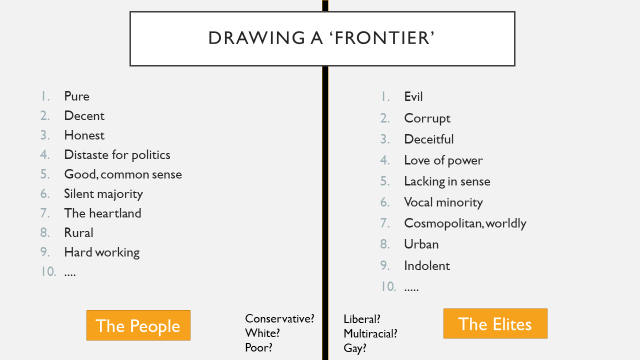 DRAWING A ‘FRONTIER’
1. Pure
2. Decent
3. Honest
4. Distaste for politics
5. Good, common sense
6. Silent majority
7. The heartland
8. Rural
9. Hard working
10. ....
The People
Conservative?
White?
Poor?
1. Evil
2. Corrupt
3. Deceitful
4. Love of power
5. Lacking in sense
6. Vocal minority
7. Cosmopolitan, worldly
8. Urban
9. Indolent
10. .....
Liberal?
Multiracial?
Gay?
The Elites